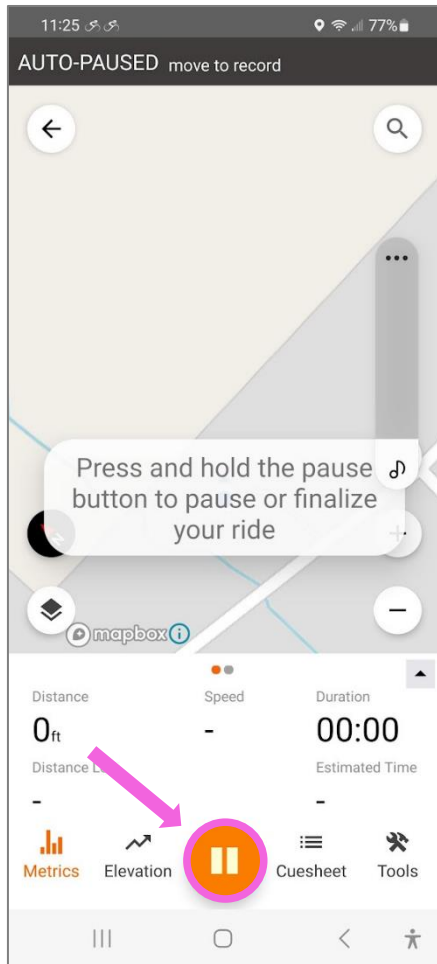 11:25 77%
AUTO-PAUSED move to record
Press and hold the pause
button to pause or finalize
your ride
mapbox
Distance Speed Duration
0ft - 00:00
Distance Estimated Time
- -
Metrics Elevation Cuesheet Tools